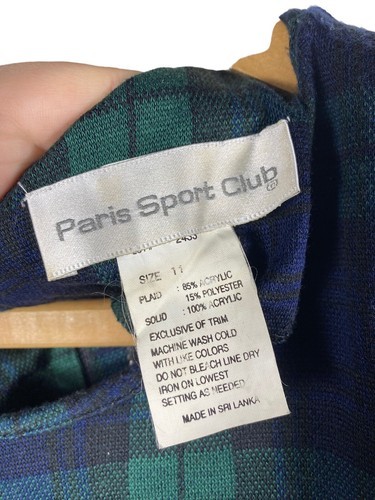 Paris Sport Club ®
2433
SIZE 11
PLAID : 85% ACRYLIC
15% POLYESTER
SOLID : 100% ACRYLIC
EXCLUSIVE OF TRIM
MACHINE WASH COLD
WITH LIKE COLORS
DO NOT BLEACH LINE DRY
IRON ON LOWEST
SETTING AS NEEDED
MADE IN SRI LANKA